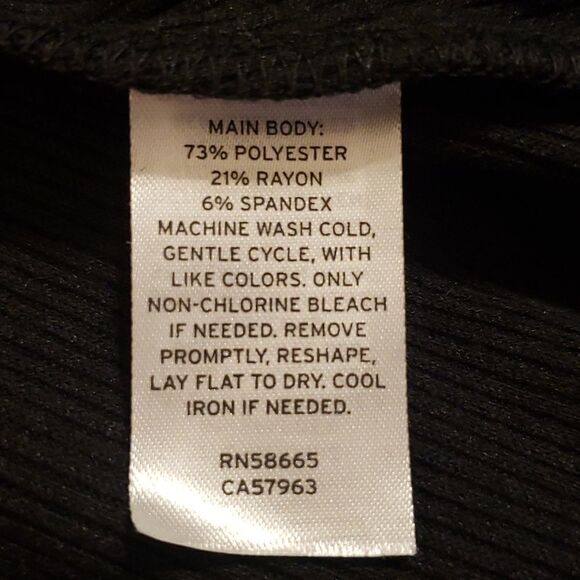 MAIN BODY:
73% POLYESTER
21% RAYON
6% SPANDEX
MACHINE WASH COLD,
GENTLE CYCLE, WITH
LIKE COLORS. ONLY
NON-CHLORINE BLEACH
IF NEEDED. REMOVE
PROMPTLY, RESHAPE,
LAY FLAT TO DRY. COOL
IRON IF NEEDED.
RN58665
CA57963